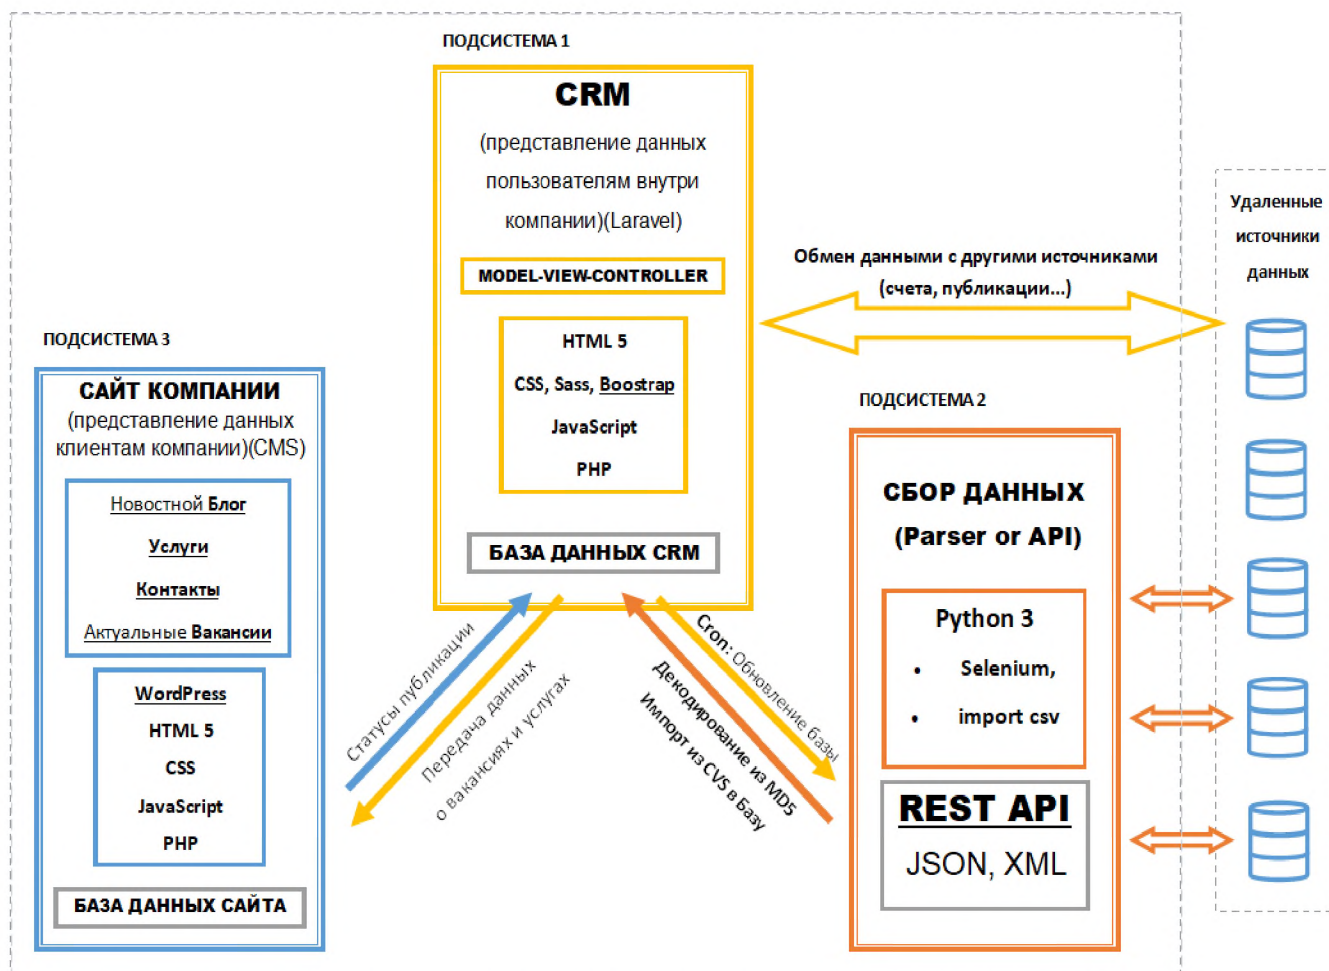 ПОДСИСТЕМА 1
CRM
(представление данных
пользователям внутри
компании)(Laravel)
MODEL-VIEW-CONTROLLER
HTML 5
CSS, Sass, Boostrap
JavaScript
PHP
БАЗА ДАННЫХ CRM
Обмен данными с другими источниками
(счета, публикации...)
Удаленные
источники
данных
ПОДСИСТЕМА 3
САЙТ КОМПАНИИ
(представление данных
клиентам компании)(CMS)
Новостной Блог
Услуги
Контакты
Актуальные Вакансии
WordPress
HTML 5
CSS
JavaScript
PHP
БАЗА ДАННЫХ САЙТА
Статусы публикации
Передача данных
о вакансиях и услугах
Cron: Обновление базы
Декодирование из MD5
Импорт из CVS в Базу
ПОДСИСТЕМА 2
СБОР ДАННЫХ
(Parser or API)
Python 3
• Selenium,
• import csv
REST API
JSON, XML